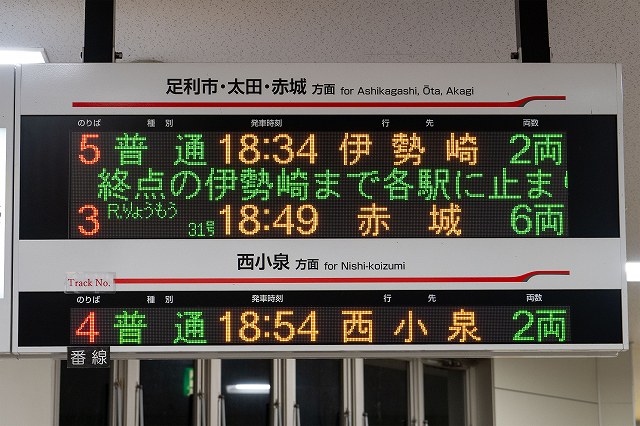 足利市・太田・赤城 方面 for Ashikagashi, Ōta, Akagi
のりば 種別 発車時刻 行先 両数
5 普通 18:34 伊勢崎 2両
終点の伊勢崎まで各駅に止まり
3 R.りょうもう 31号 18:49 赤城 6両
西小泉 方面 for Nishi-koizumi
Track No.
のりば 種別 発車時刻 行先 両数
4 普通 18:54 西小泉 2両
番線